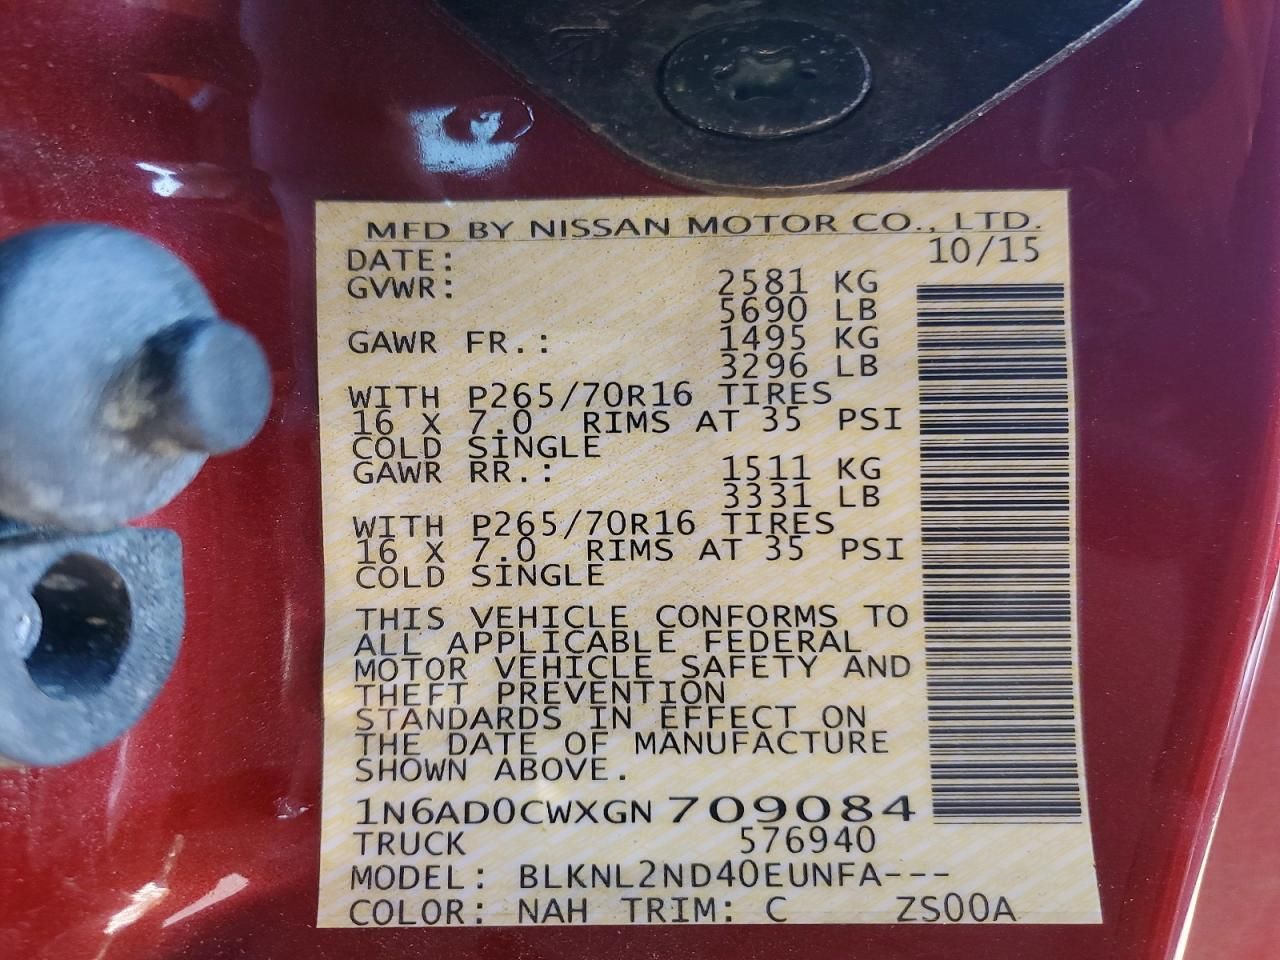 MFD BY NISSAN MOTOR CO., LTD.
DATE: 10/15
GVWR: 2581 KG
5690 LB
GAWR FR.: 1495 KG
3296 LB
WITH P265/70R16 TIRES
16 X 7.0 RIMS AT 35 PSI
COLD SINGLE
GAWR RR.: 1511 KG
3331 LB
WITH P265/70R16 TIRES
16 X 7.0 RIMS AT 35 PSI
COLD SINGLE
THIS VEHICLE CONFORMS TO
ALL APPLICABLE FEDERAL
MOTOR VEHICLE SAFETY AND
THEFT PREVENTION
STANDARDS IN EFFECT ON
THE DATE OF MANUFACTURE
SHOWN ABOVE.
1N6AD0CWXGN 709084
TRUCK 576940
MODEL: BLKNL2ND40EUNFA---
COLOR: NAH TRIM: C ZS00A